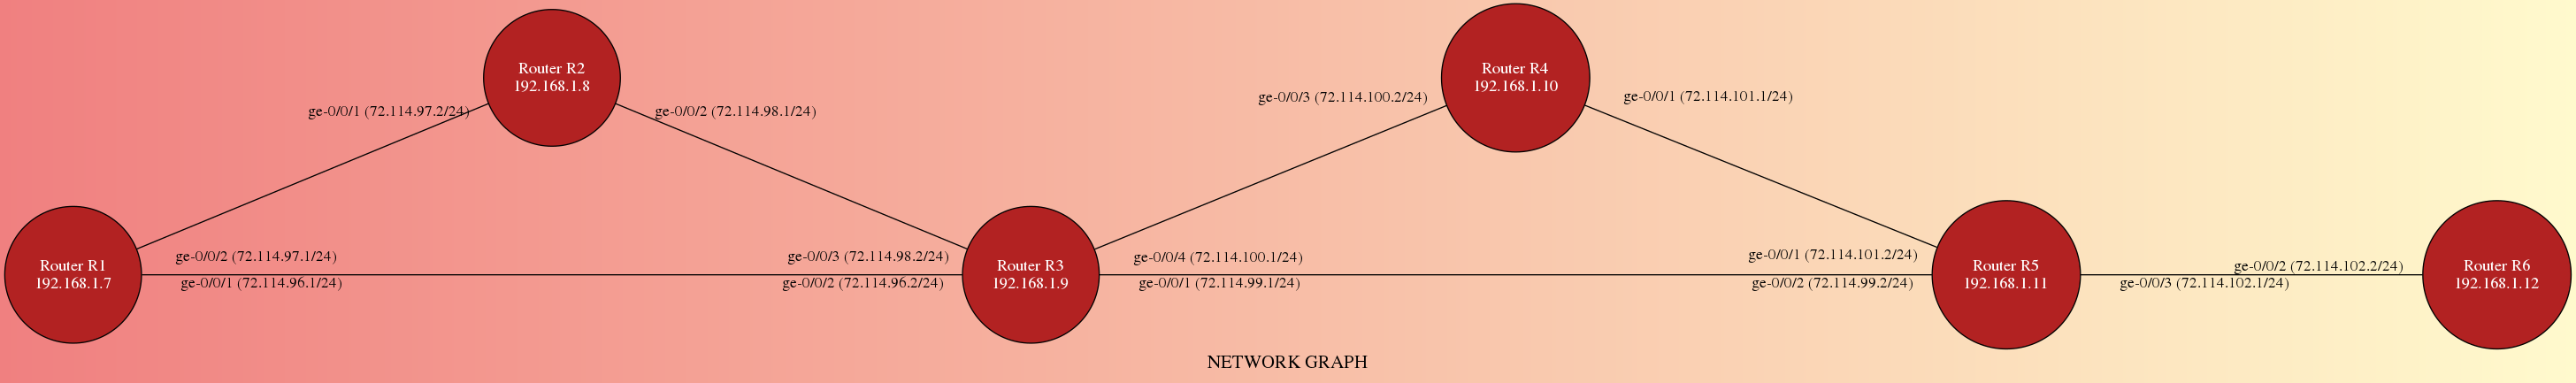 Router R2
192.168.1.8
Router R4
192.168.1.10
ge-0/0/1 (72.114.97.2/24)
ge-0/0/2 (72.114.98.1/24)
ge-0/0/3 (72.114.100.2/24)
ge-0/0/1 (72.114.101.1/24)
Router R1
192.168.1.7
ge-0/0/2 (72.114.97.1/24)
ge-0/0/1 (72.114.96.1/24)
ge-0/0/3 (72.114.98.2/24)
ge-0/0/2 (72.114.96.2/24)
Router R3
192.168.1.9
ge-0/0/4 (72.114.100.1/24)
ge-0/0/1 (72.114.99.1/24)
ge-0/0/1 (72.114.101.2/24)
ge-0/0/2 (72.114.99.2/24)
Router R5
192.168.1.11
ge-0/0/2 (72.114.102.2/24)
ge-0/0/3 (72.114.102.1/24)
Router R6
192.168.1.12
NETWORK GRAPH